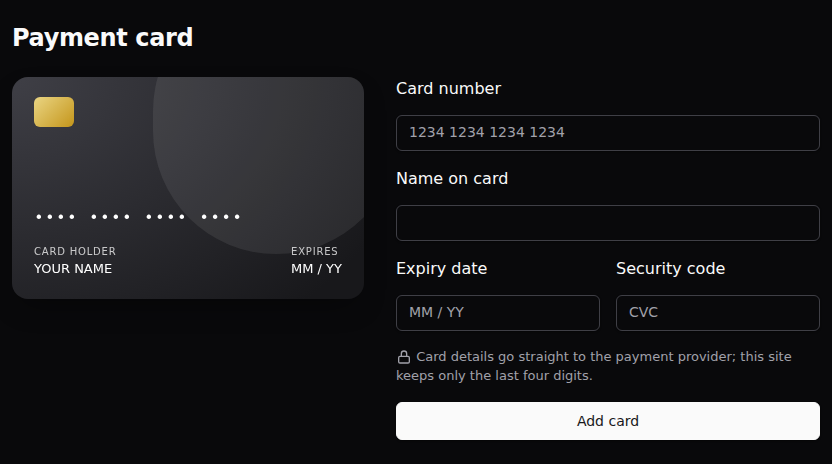 Payment card
•••• •••• •••• ••••
CARD HOLDER
YOUR NAME
EXPIRES
MM / YY
Card number
1234 1234 1234 1234
Name on card
Expiry date
MM / YY
Security code
CVC
Card details go straight to the payment provider; this site
keeps only the last four digits.
Add card